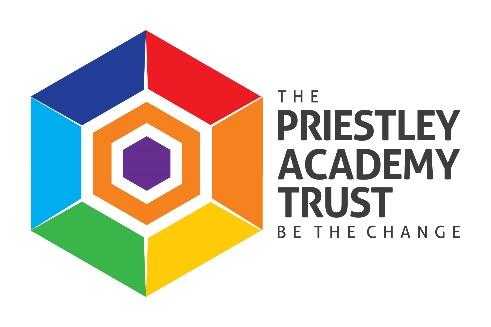 THE
PRIESTLEY
ACADEMY
TRUST
BE THE CHANGE